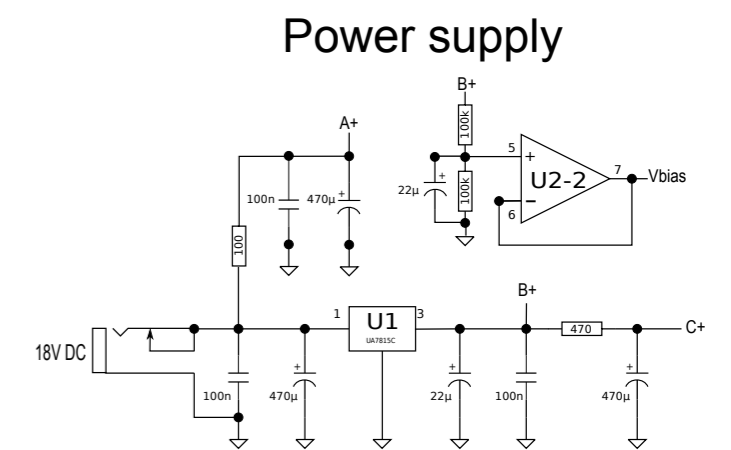 Power supply
B+
A+
100k
5
+
7
U2-2
Vbias
100n
470µ
+
22µ
+
100k
−
6
100
B+
1
U1
3
470
C+
UA7815C
18V DC
+
+
+
100n
470µ
22µ
100n
470µ